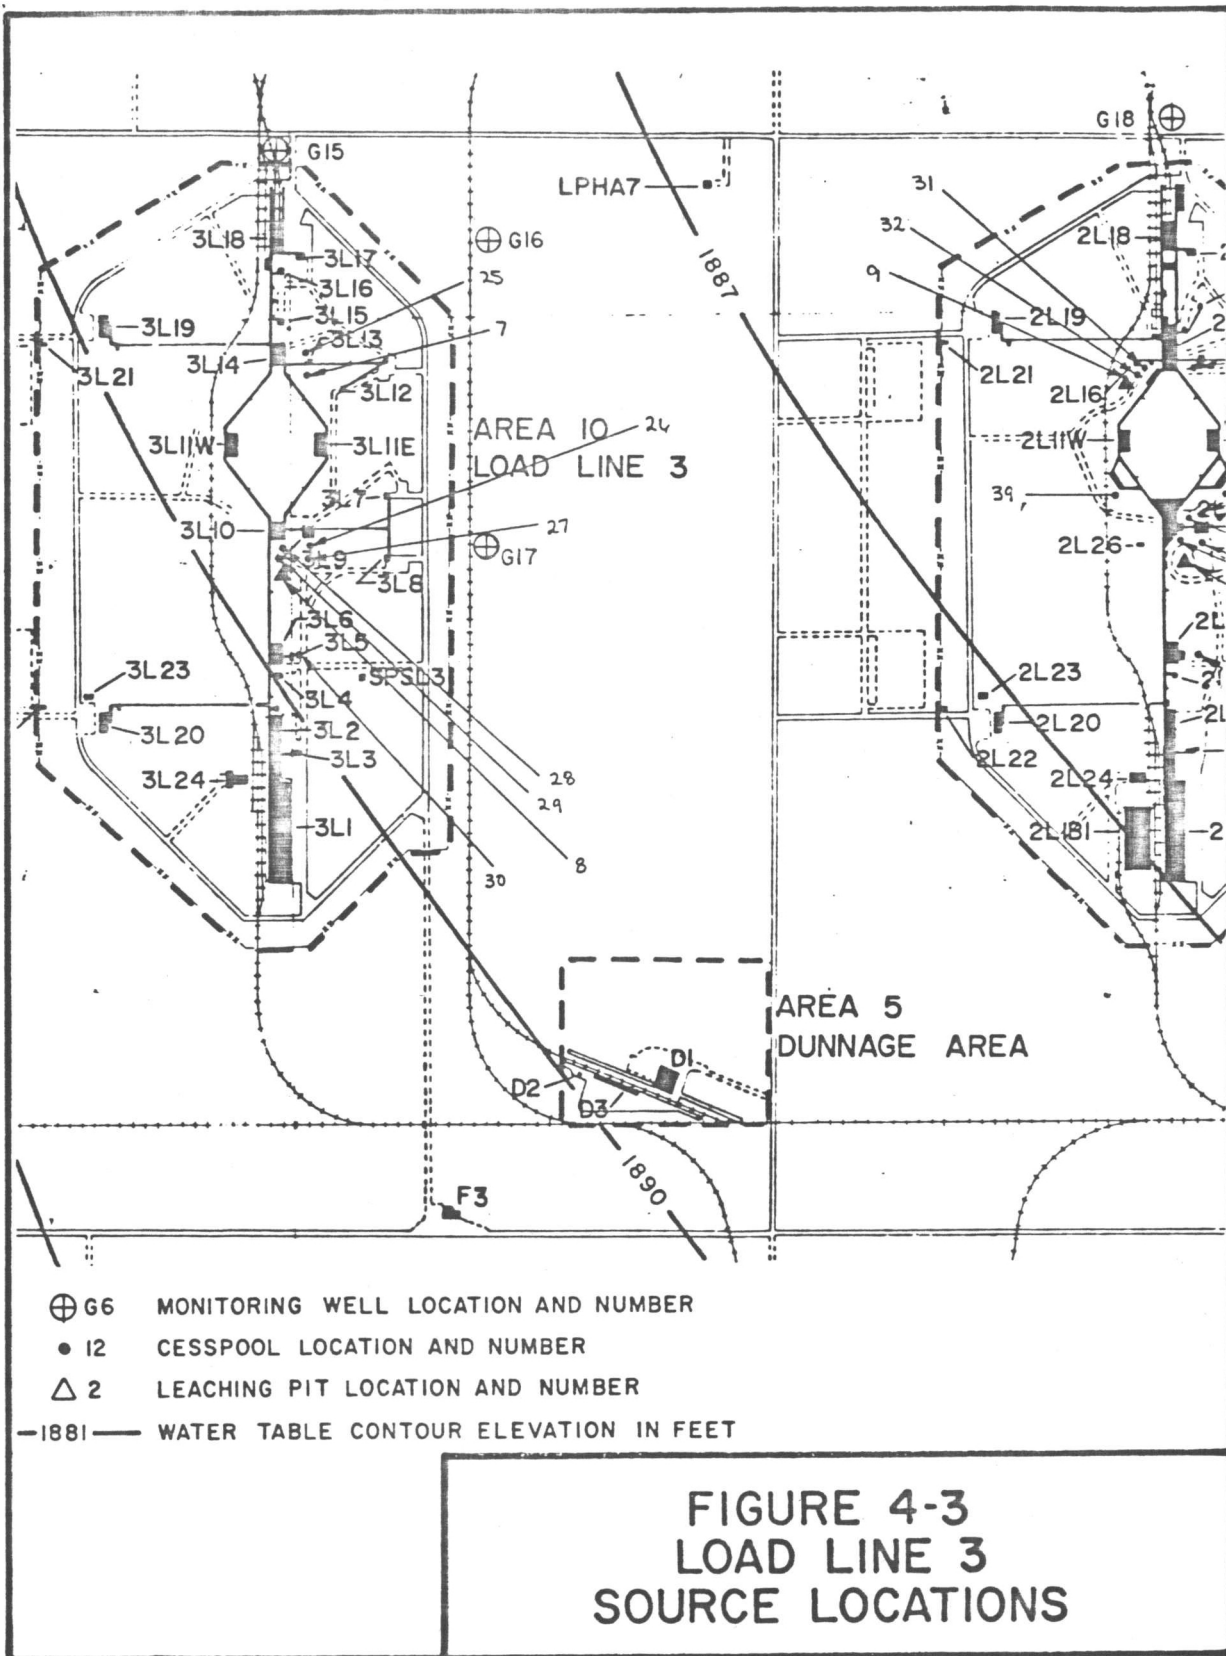 G18
G15
LPHA7
31
3L18
G16
32
2L18
3L17
1887
9
3L16
25
3L15
7
3L19
3L13
2L19
3L14
3L21
3L12
2L21
2L16
3L11W
3L11E
AREA 10
LOAD LINE 3
26
2L11W
3L7
39
3L10
27
9
G17
2L26
3L8
3L6
3L5
3L23
SPSL3
2L23
3L4
3L20
3L2
2L20
3L3
3L24
28
2L22
2L24
29
3L1
2L181
8
30
AREA 5
DUNNAGE AREA
D1
D2
D3
1890
F3
G6 MONITORING WELL LOCATION AND NUMBER
12 CESSPOOL LOCATION AND NUMBER
2 LEACHING PIT LOCATION AND NUMBER
1881 WATER TABLE CONTOUR ELEVATION IN FEET
FIGURE 4-3
LOAD LINE 3
SOURCE LOCATIONS